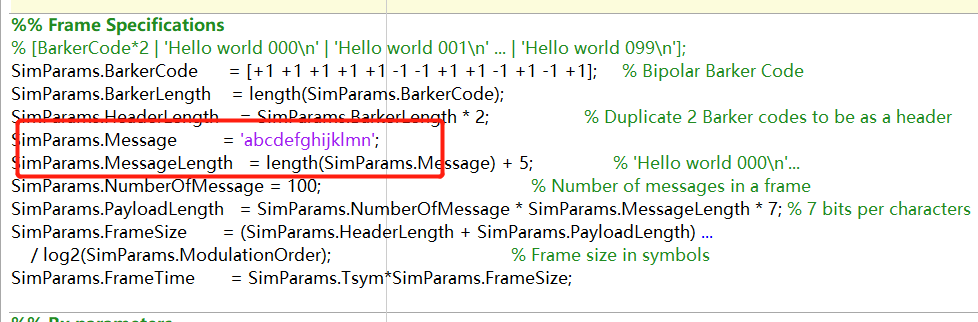 %% Frame Specifications
% [BarkerCode*2 | 'Hello world 000\n' | 'Hello world 001\n' ... | 'Hello world 099\n'];
SimParams.BarkerCode = [+1 +1 +1 +1 +1 -1 -1 +1 +1 -1 +1 -1 +1]; % Bipolar Barker Code
SimParams.BarkerLength = length(SimParams.BarkerCode);
SimParams.HeaderLength = SimParams.BarkerLength * 2; % Duplicate 2 Barker codes to be as a header
SimParams.Message = 'abcdefghijklmn';
SimParams.MessageLength = length(SimParams.Message) + 5; % 'Hello world 000\n'...
SimParams.NumberOfMessage = 100; % Number of messages in a frame
SimParams.PayloadLength = SimParams.NumberOfMessage * SimParams.MessageLength * 7; % 7 bits per characters
SimParams.FrameSize = (SimParams.HeaderLength + SimParams.PayloadLength) ...
/ log2(SimParams.ModulationOrder); % Frame size in symbols
SimParams.FrameTime = SimParams.Tsym*SimParams.FrameSize;